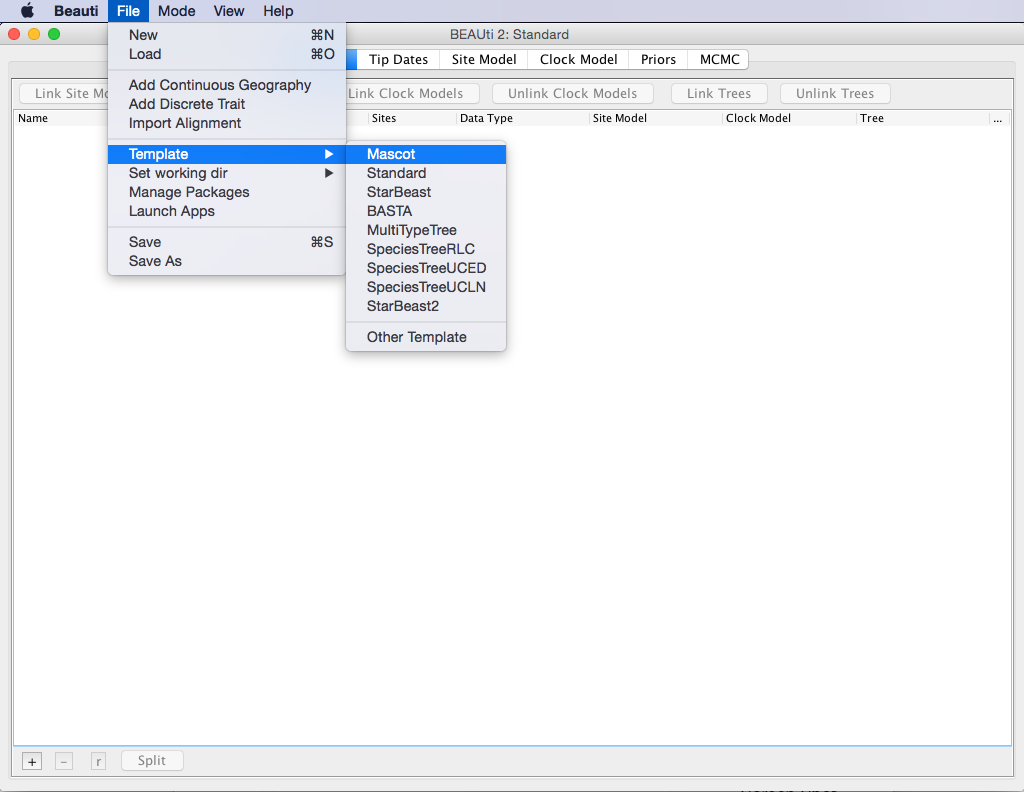 Beauti File Mode View Help
BEAUti 2: Standard
Tip Dates Site Model Clock Model Priors MCMC
Link Site Link Clock Models Unlink Clock Models Link Trees Unlink Trees
Name Sites Data Type Site Model Clock Model Tree ...
New ⌘N
Load ⌘O
Add Continuous Geography
Add Discrete Trait
Import Alignment
Template ▶
Set working dir ▶
Manage Packages
Launch Apps
Save ⌘S
Save As
Mascot
Standard
StarBeast
BASTA
MultiTypeTree
SpeciesTreeRLC
SpeciesTreeUCED
SpeciesTreeUCLN
StarBeast2
Other Template
+ - r Split